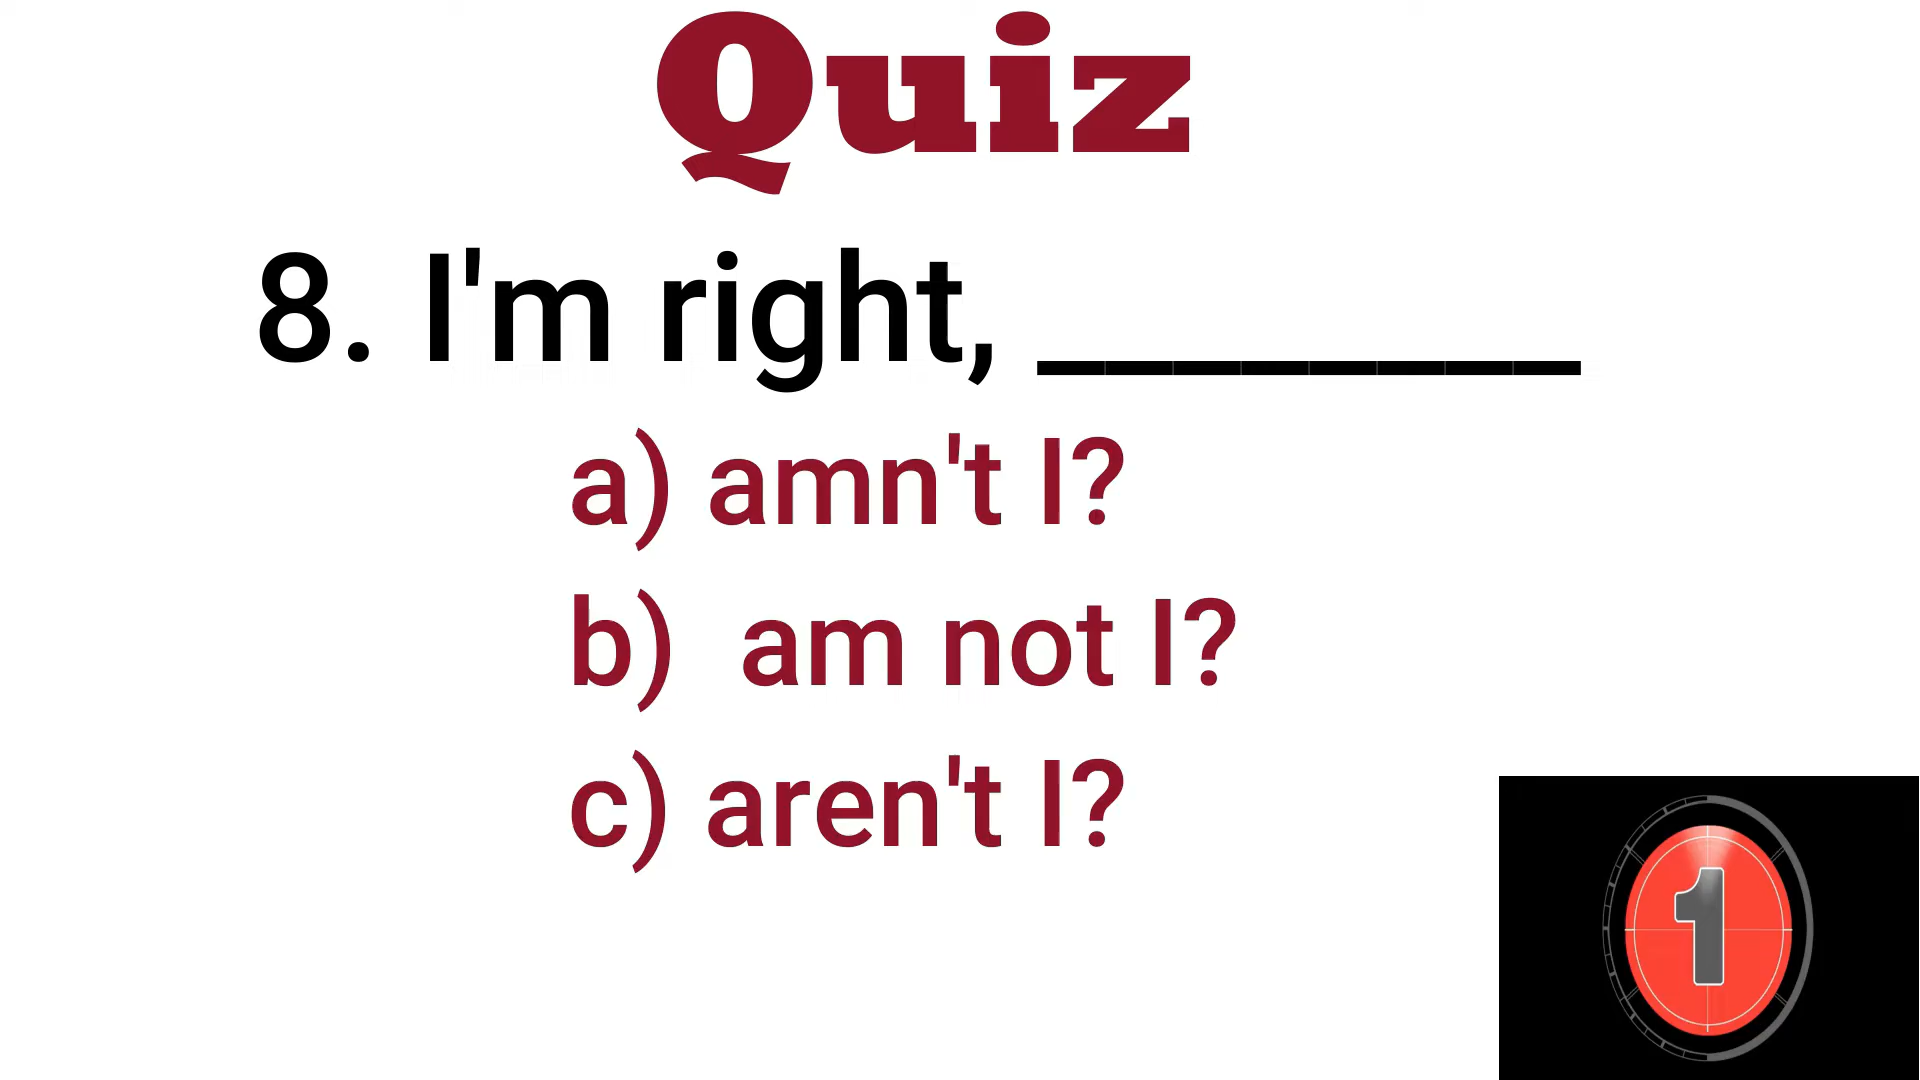 Quiz
8. I'm right, ________
a) amn't I?
b) am not I?
c) aren't I?
1